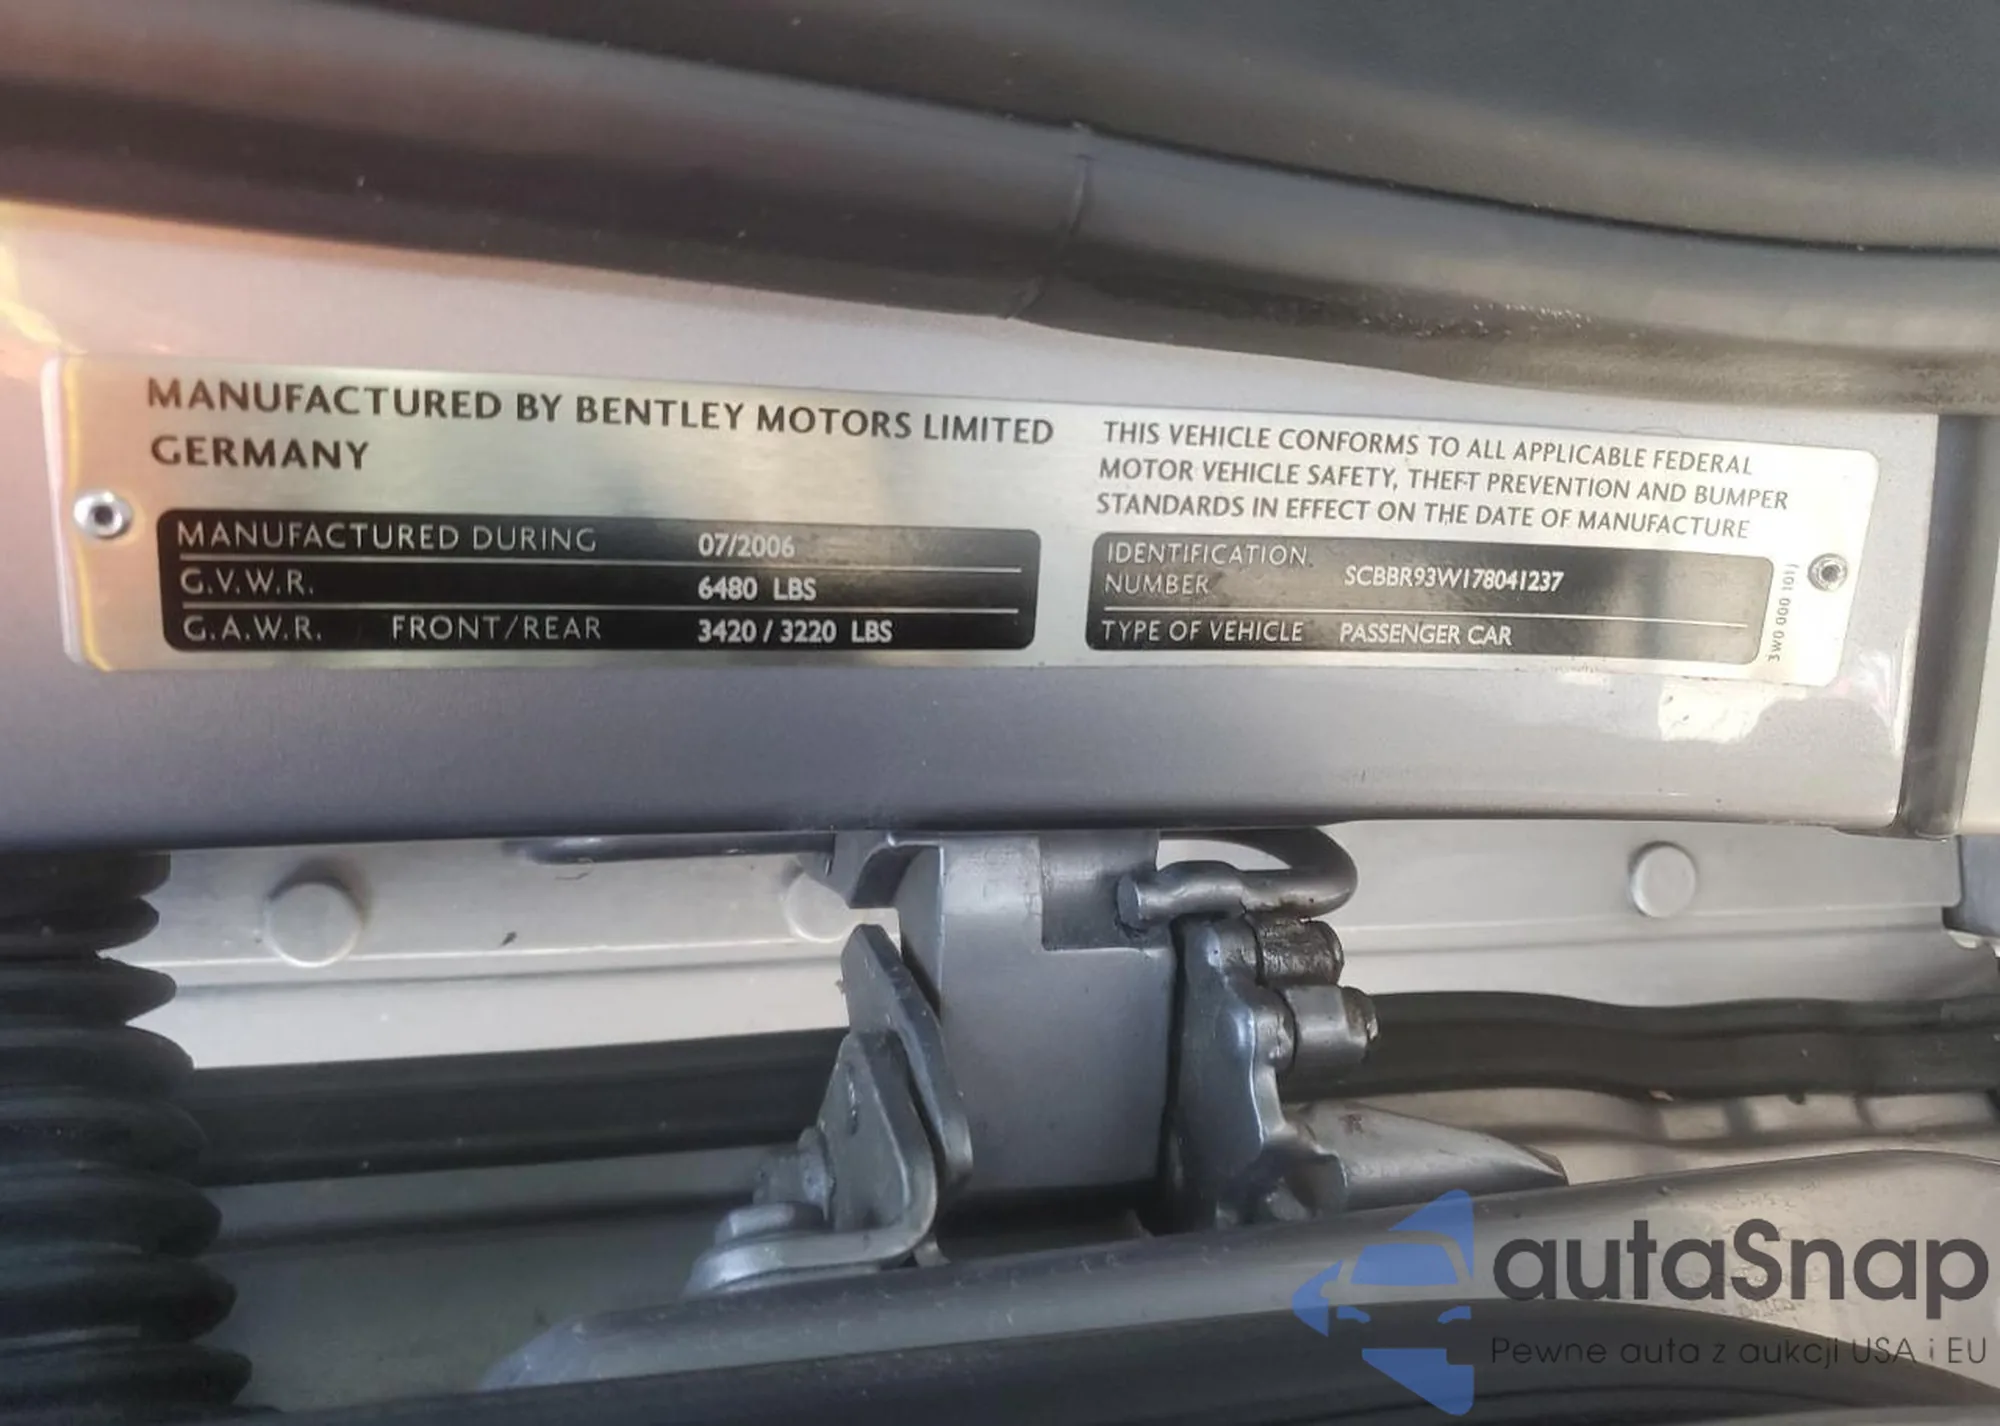 MANUFACTURED BY BENTLEY MOTORS LIMITED
GERMANY
MANUFACTURED DURING 07/2006
G.V.W.R. 6480 LBS
G.A.W.R. FRONT/REAR 3420 / 3220 LBS
THIS VEHICLE CONFORMS TO ALL APPLICABLE FEDERAL
MOTOR VEHICLE SAFETY, THEFT PREVENTION AND BUMPER
STANDARDS IN EFFECT ON THE DATE OF MANUFACTURE
IDENTIFICATION
NUMBER SCBBR93W178041237
TYPE OF VEHICLE PASSENGER CAR
3W0 000 101J
autaSnap
Pewne auta z aukcji USA i EU